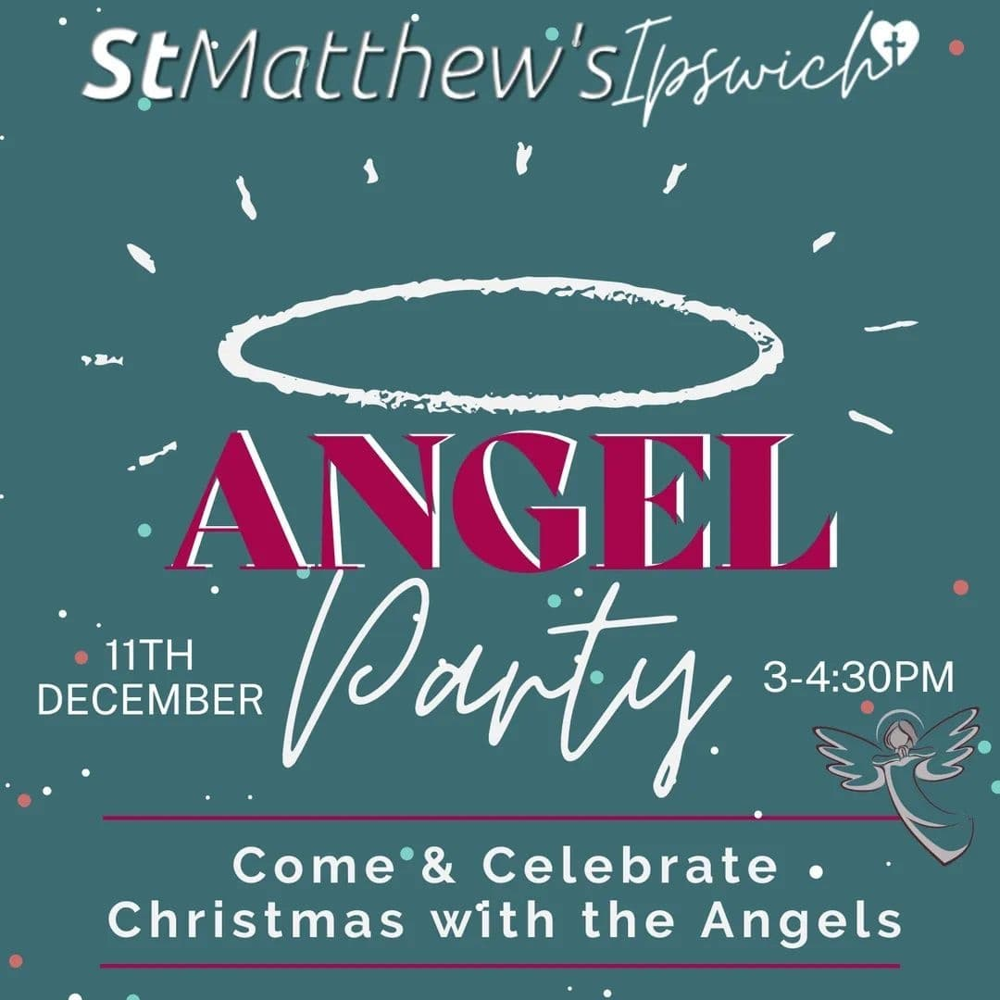 StMatthew'sIpswich
ANGEL
Party
11TH
DECEMBER
3-4:30PM
Come & Celebrate
Christmas with the Angels